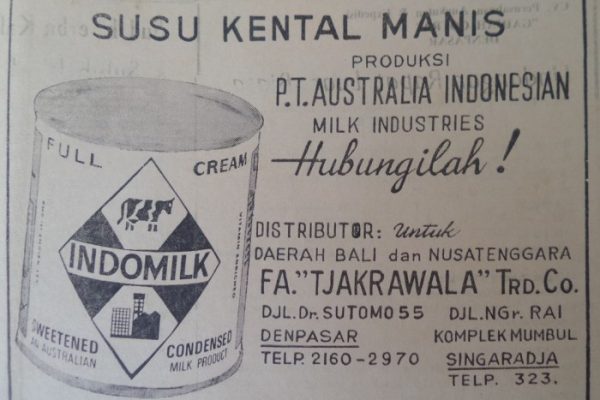 SUSU KENTAL MANIS
PRODUKSI
P.T. AUSTRALIA INDONESIAN
MILK INDUSTRIES
Hubungilah!
FULL CREAM
INDOMILK
SWEETENED CONDENSED
AN AUSTRALIAN MILK PRODUCT
DISTRIBUTOR: untuk
DAERAH BALI dan NUSATENGGARA
FA."TJAKRAWALA" TRD. Co.
DJL. Dr. SUTOMO 55
DENPASAR
TELP. 2160-2970
DJL. NGr. RAI
KOMPLEK MUMBUL
SINGARADJA
TELP. 323.